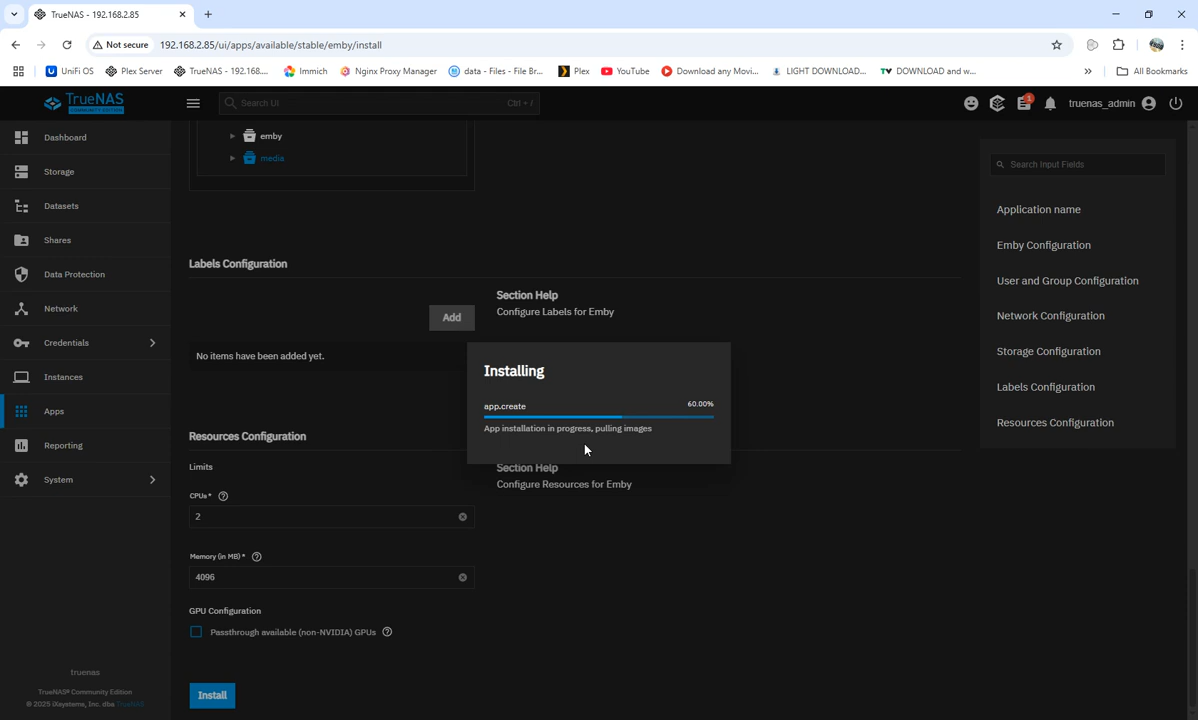 TrueNAS - 192.168.2.85
Not secure
192.168.2.85/ui/apps/available/stable/emby/install
UniFi OS
Plex Server
TrueNAS - 192.168....
Immich
Nginx Proxy Manager
data - Files - File Br...
Plex
YouTube
Download any Movi...
LIGHT DOWNLOAD...
DOWNLOAD and w...
All Bookmarks
TrueNAS
COMMUNITY EDITION
Search UI
Ctrl + /
1
truenas_admin
Dashboard
Storage
Datasets
Shares
Data Protection
Network
Credentials
Instances
Apps
Reporting
System
truenas
TrueNAS® Community Edition
© 2025 iXsystems, Inc. dba TrueNAS
emby
media
Labels Configuration
Add
Section Help
Configure Labels for Emby
No items have been added yet.
Installing
app.create
60.00%
App installation in progress, pulling images
Resources Configuration
Limits
Section Help
Configure Resources for Emby
CPUs*
2
Memory (in MB)*
4096
GPU Configuration
Passthrough available (non-NVIDIA) GPUs
Install
Search Input Fields
Application name
Emby Configuration
User and Group Configuration
Network Configuration
Storage Configuration
Labels Configuration
Resources Configuration